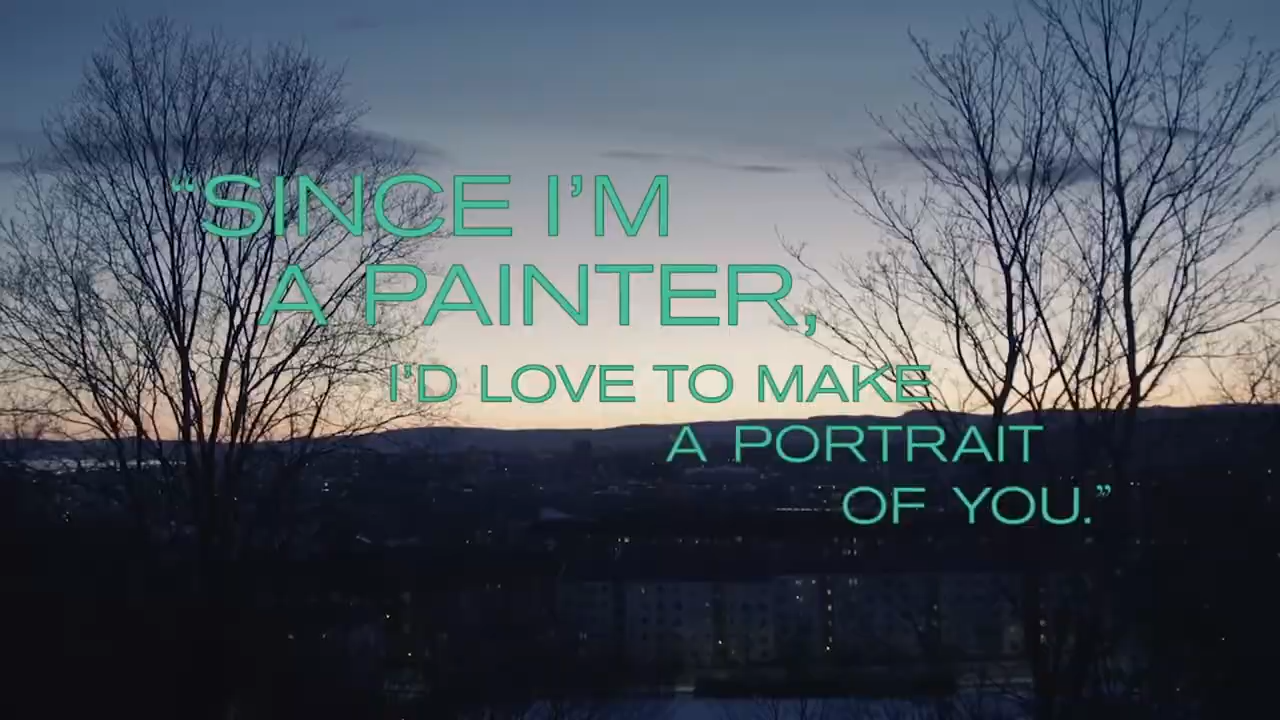 “SINCE I’M
A PAINTER,
I’D LOVE TO MAKE
A PORTRAIT
OF YOU.”